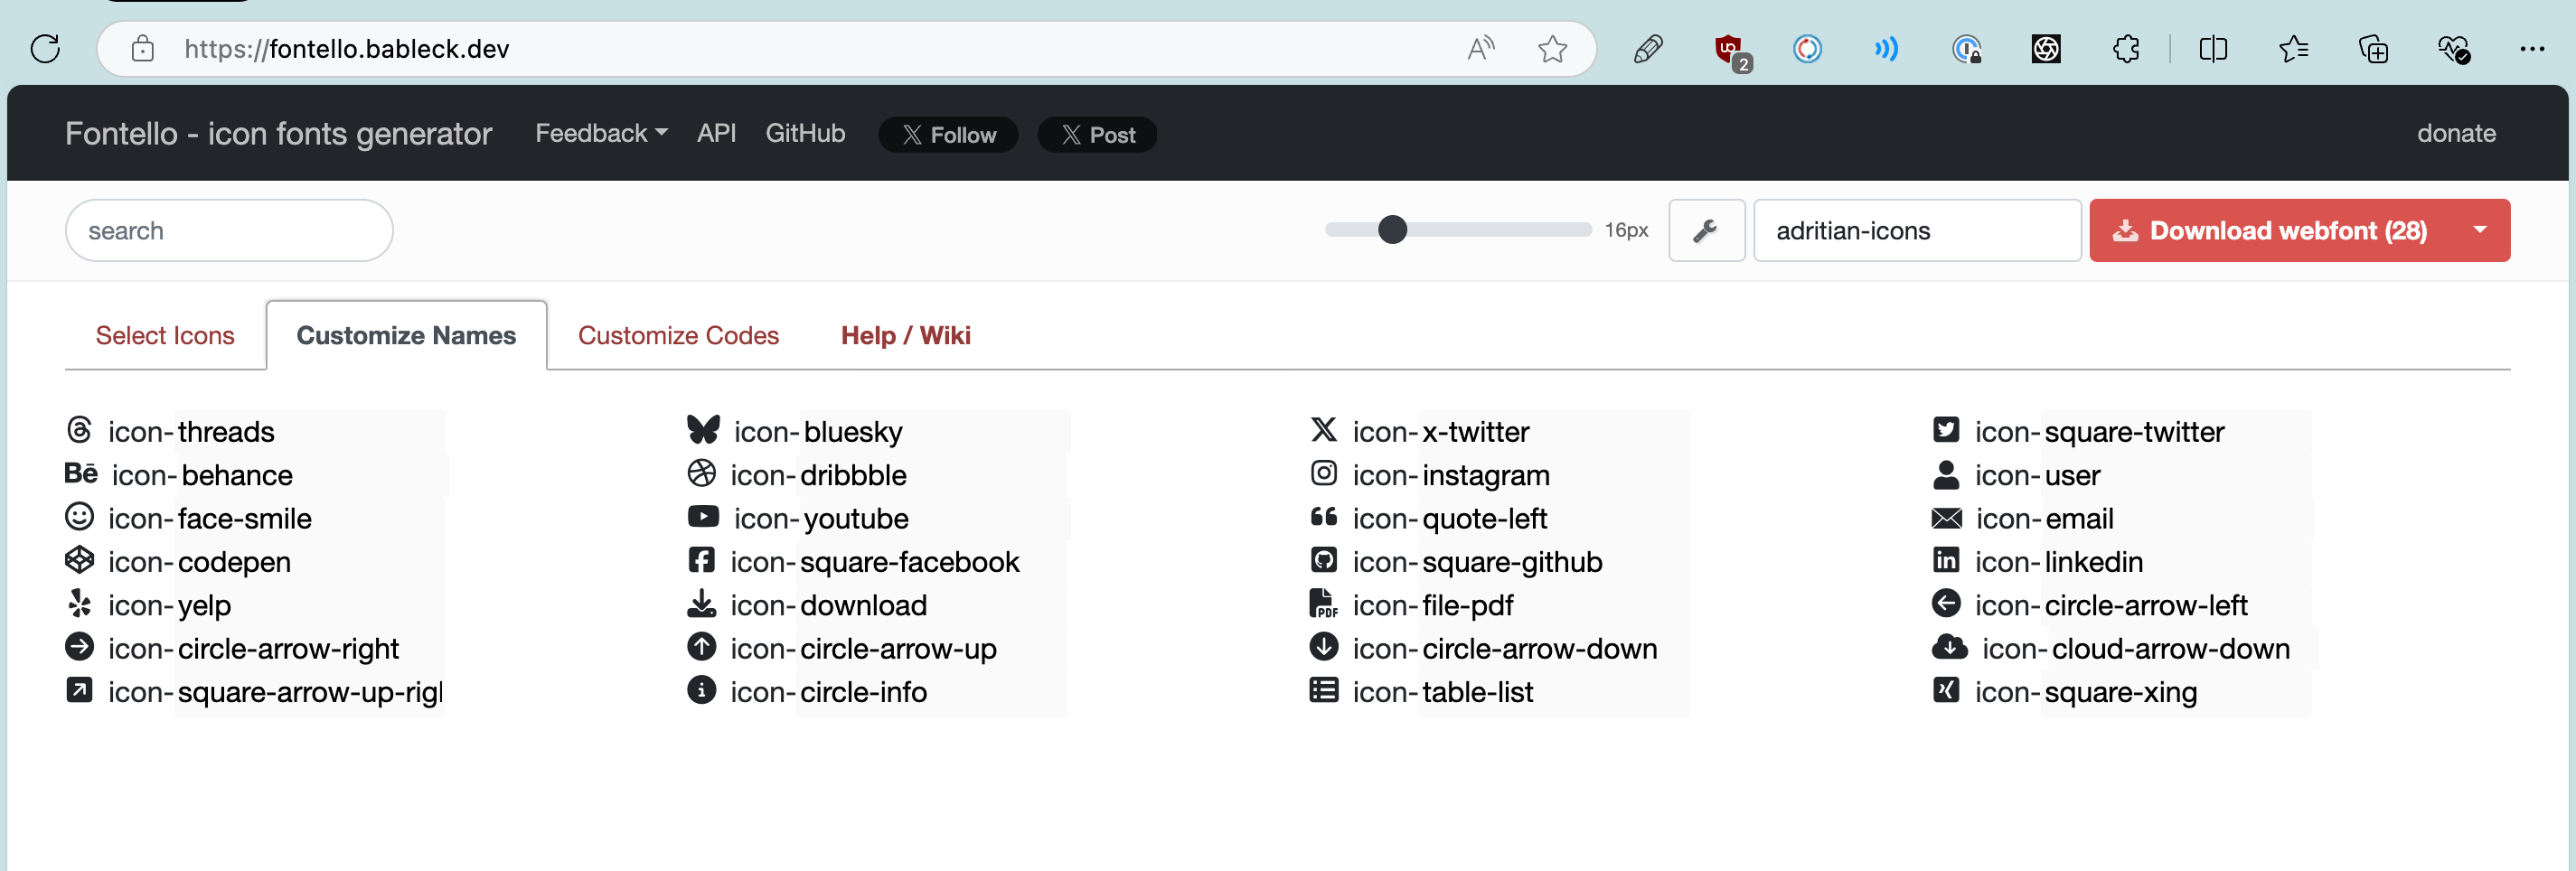 https://fontello.bableck.dev
2
Fontello - icon fonts generator Feedback API GitHub X Follow X Post donate
search 16px adritian-icons Download webfont (28)
Select Icons Customize Names Customize Codes Help / Wiki
icon-threads icon-bluesky icon-x-twitter icon-square-twitter
icon-behance icon-dribbble icon-instagram icon-user
icon-face-smile icon-youtube icon-quote-left icon-email
icon-codepen icon-square-facebook icon-square-github icon-linkedin
icon-yelp icon-download icon-file-pdf icon-circle-arrow-left
icon-circle-arrow-right icon-circle-arrow-up icon-circle-arrow-down icon-cloud-arrow-down
icon-square-arrow-up-rig icon-circle-info icon-table-list icon-square-xing